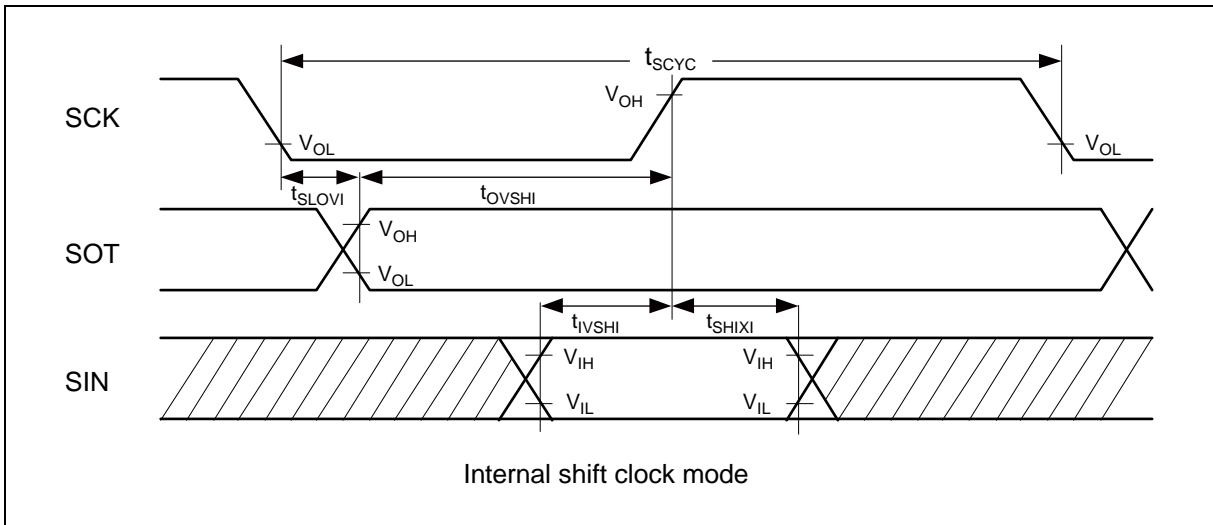 tSCYC
SCK
VOH
VOL
VOL
tSLOVI
tOVSHI
SOT
VOH
VOL
tIVSHI
tSHIXI
SIN
VIH
VIH
VIL
VIL
Internal shift clock mode